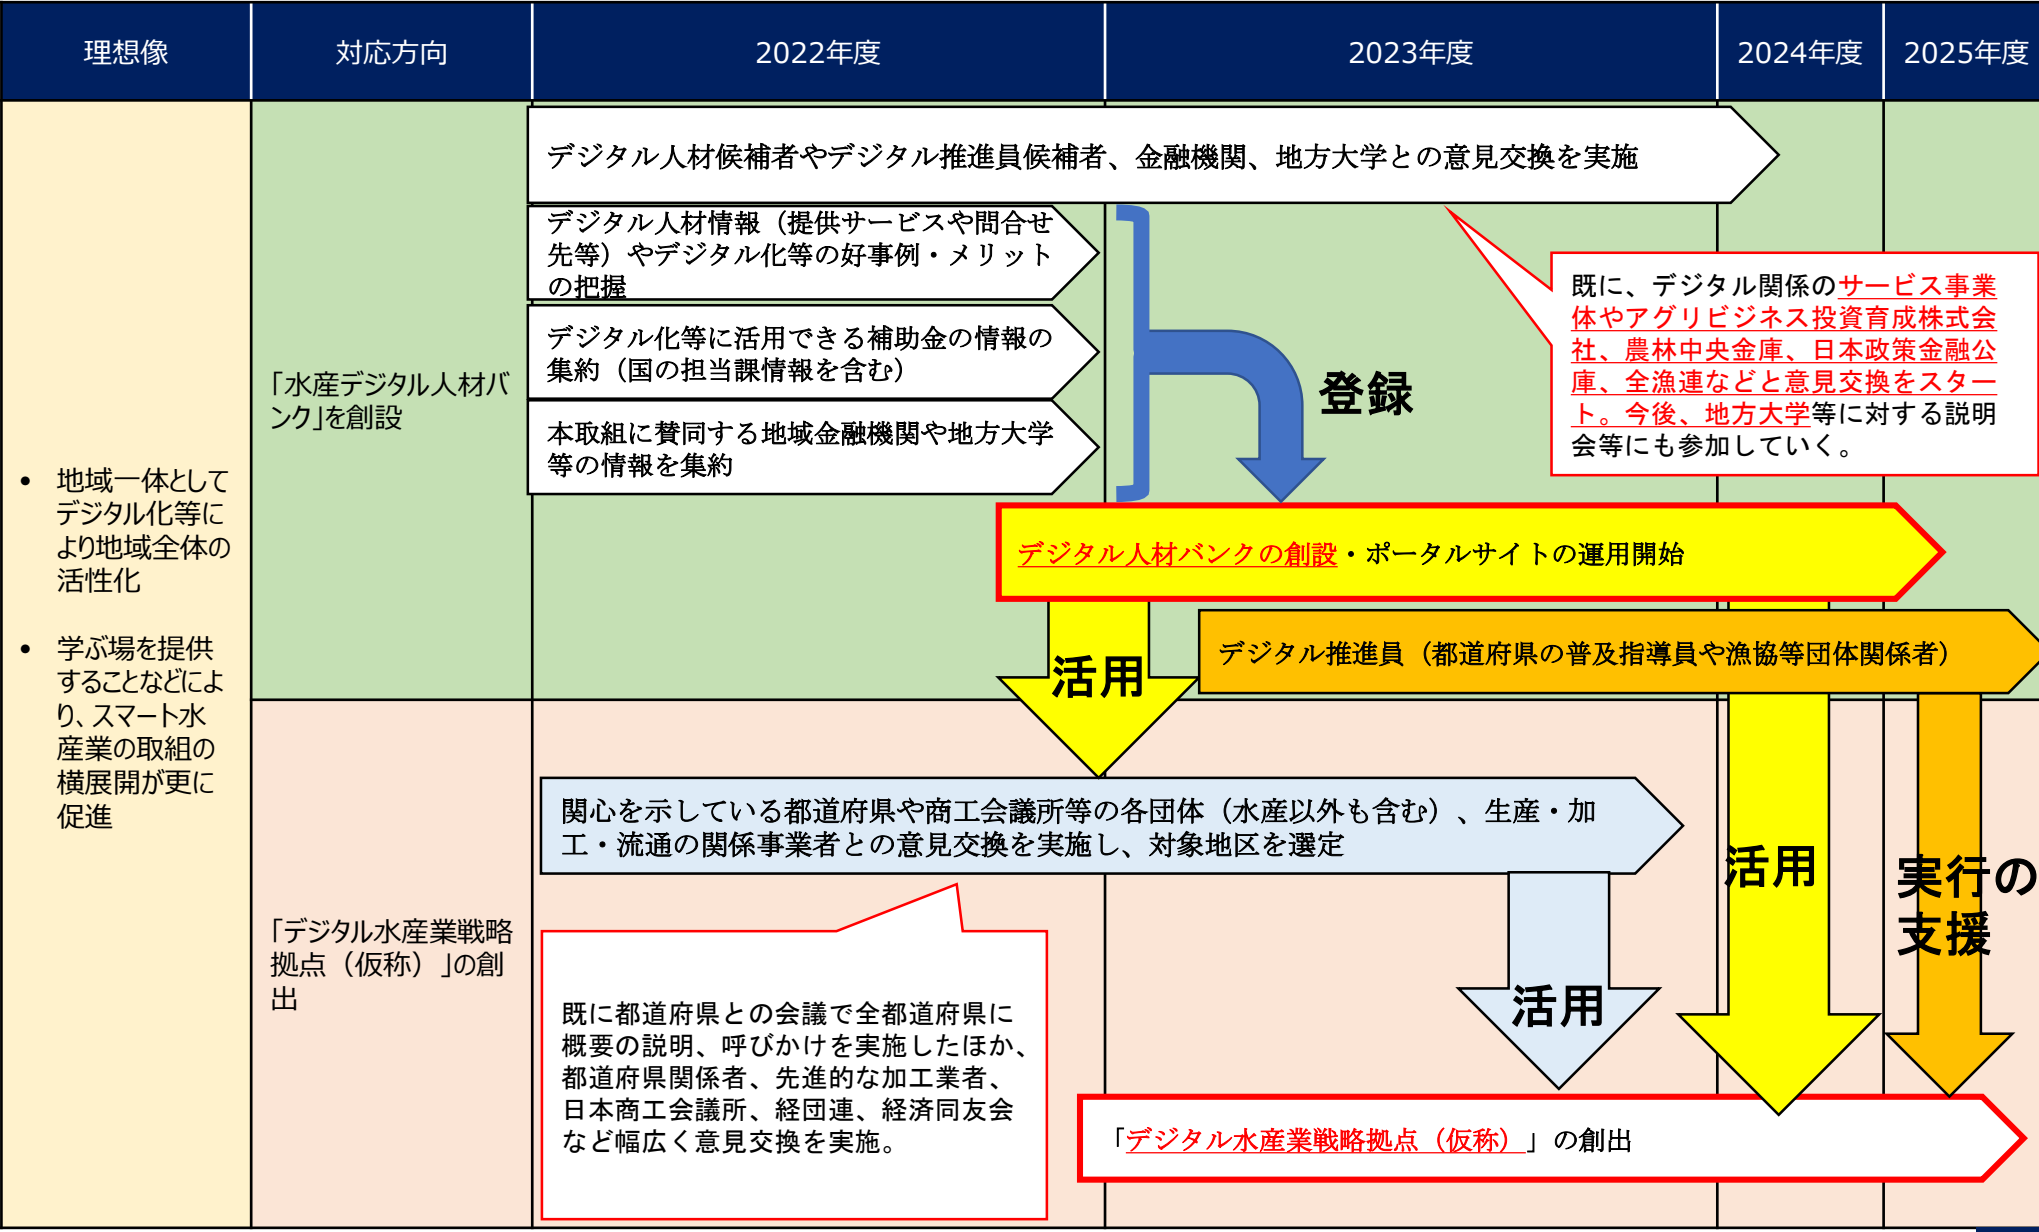 理想像
対応方向
2022年度
2023年度
2024年度
2025年度
• 地域一体として
デジタル化等に
より地域全体の
活性化
• 学ぶ場を提供
することなどによ
り、スマート水
産業の取組の
横展開が更に
促進
「水産デジタル人材バ
ンク」を創設
デジタル人材候補者やデジタル推進員候補者、金融機関、地方大学との意見交換を実施
デジタル人材情報（提供サービスや問合せ
先等）やデジタル化等の好事例・メリット
の把握
デジタル化等に活用できる補助金の情報の
集約（国の担当課情報を含む）
本取組に賛同する地域金融機関や地方大学
等の情報を集約
登録
既に、デジタル関係のサービス事業
体やアグリビジネス投資育成株式会
社、農林中央金庫、日本政策金融公
庫、全漁連などと意見交換をスター
ト。今後、地方大学等に対する説明
会等にも参加していく。
デジタル人材バンクの創設・ポータルサイトの運用開始
デジタル推進員（都道府県の普及指導員や漁協等団体関係者）
活用
「デジタル水産業戦略
拠点（仮称）」の創
出
関心を示している都道府県や商工会議所等の各団体（水産以外も含む）、生産・加
工・流通の関係事業者との意見交換を実施し、対象地区を選定
既に都道府県との会議で全都道府県に
概要の説明、呼びかけを実施したほか、
都道府県関係者、先進的な加工業者、
日本商工会議所、経団連、経済同友会
など幅広く意見交換を実施。
活用
活用
実行の
支援
「デジタル水産業戦略拠点（仮称）」の創出